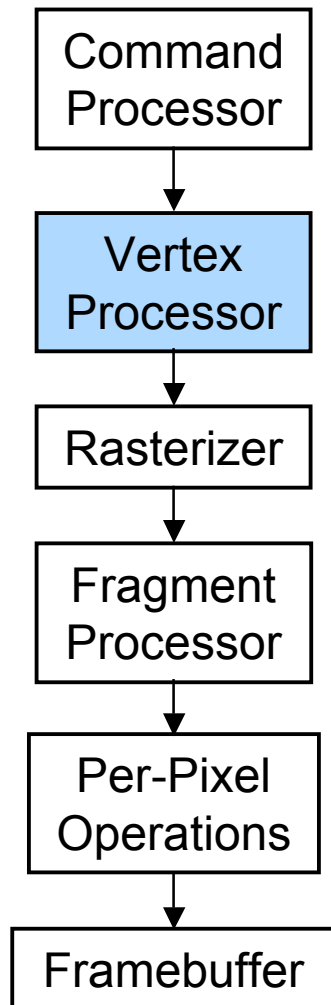 Command
Processor
Vertex
Processor
Rasterizer
Fragment
Processor
Per-Pixel
Operations
Framebuffer